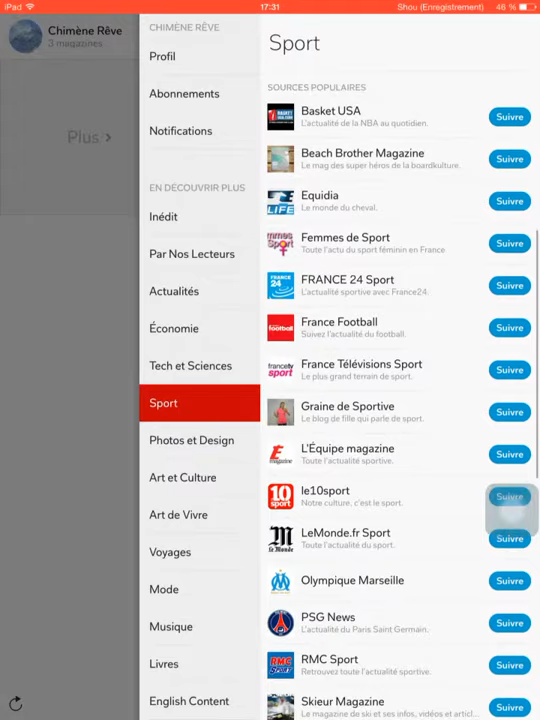 iPad
17:31
Shou (Enregistrement)
46 %
Chimène Rêve
3 magazines
Plus >
CHIMÈNE RÊVE
Profil
Abonnements
Notifications
EN DÉCOUVRIR PLUS
Inédit
Par Nos Lecteurs
Actualités
Économie
Tech et Sciences
Sport
Photos et Design
Art et Culture
Art de Vivre
Voyages
Mode
Musique
Livres
English Content
Sport
SOURCES POPULAIRES
Basket USA
L'actualité de la NBA au quotidien.
Suivre
Beach Brother Magazine
Le mag des super héros de la boardkulture.
Suivre
Equidia
Le monde du cheval.
Suivre
Femmes de Sport
Toute l'actu du sport féminin en France
Suivre
FRANCE 24 Sport
L'actualité sportive avec France24.
Suivre
France Football
Suivez l'actualité du football.
Suivre
France Télévisions Sport
Le plus grand terrain de sport.
Suivre
Graine de Sportive
Le blog de fille qui parle de sport.
Suivre
L'Équipe magazine
Toute l'actualité sportive.
Suivre
le10sport
Notre culture, c'est le sport.
Suivre
LeMonde.fr Sport
Toute l'actualité du sport.
Suivre
Olympique Marseille
Suivre
PSG News
L'actualité du Paris Saint Germain.
Suivre
RMC Sport
Retrouvez toute l'actualité sportive.
Suivre
Skieur Magazine
Le magazine de ski et ses infos, vidéos et articl...
Suivre